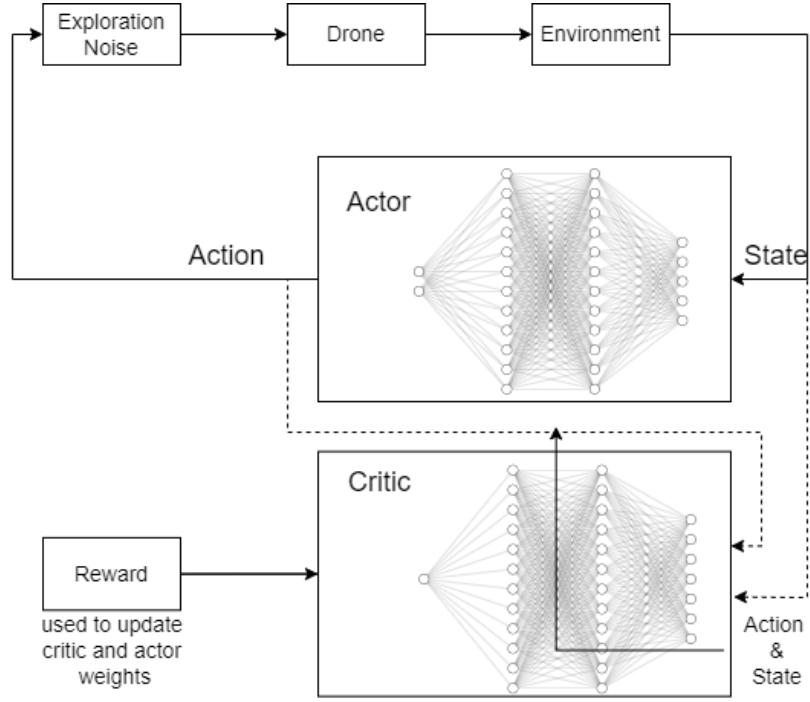 Exploration
Noise
Drone
Environment
Actor
Action
State
Critic
Reward
used to update
critic and actor
weights
Action
&
State